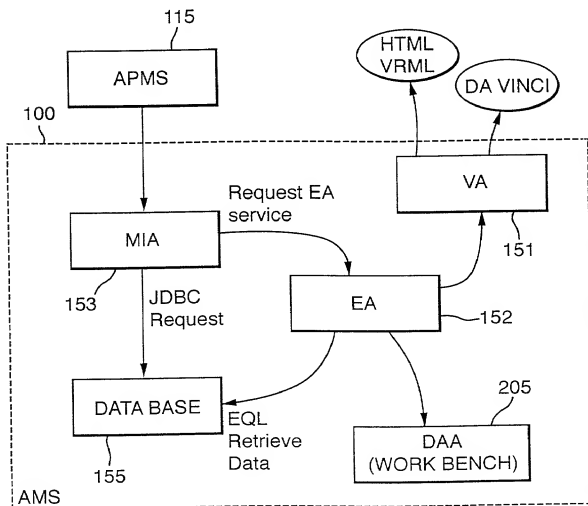 115
APMS
HTML
VRML
DA VINCI
100
VA
151
Request EA
service
MIA
153
JDBC
Request
EA
152
DATA BASE
155
EQL
Retrieve
Data
205
DAA
(WORK BENCH)
AMS